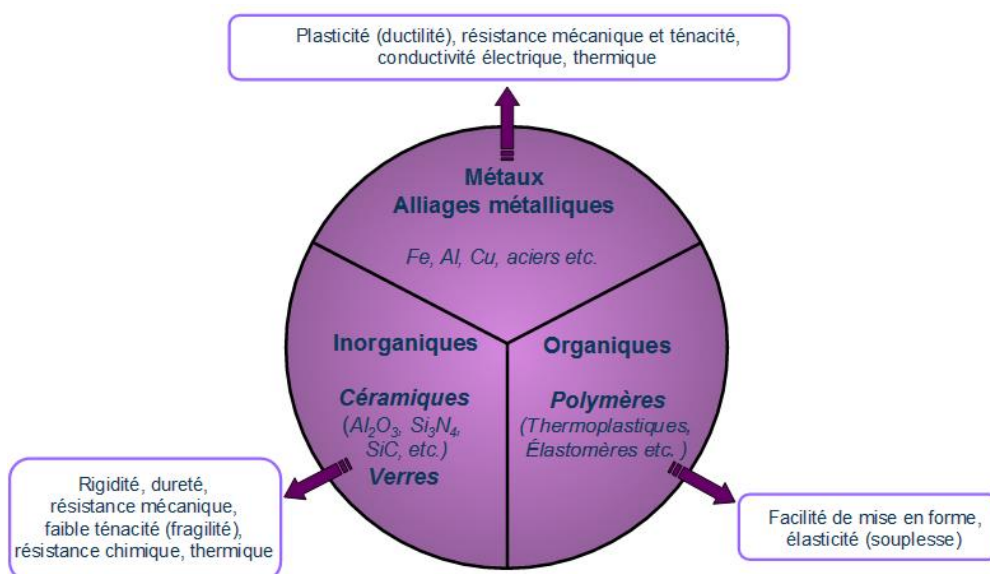 Plasticité (ductilité), résistance mécanique et ténacité,
conductivité électrique, thermique
Métaux
Alliages métalliques
Fe, Al, Cu, aciers etc.
Inorganiques
Céramiques
(Al₂O₃, Si₃N₄,
SiC, etc.)
Verres
Organiques
Polymères
(Thermoplastiques,
Élastomères etc. )
Rigidité, dureté,
résistance mécanique,
faible ténacité (fragilité),
résistance chimique, thermique
Facilité de mise en forme,
élasticité (souplesse)